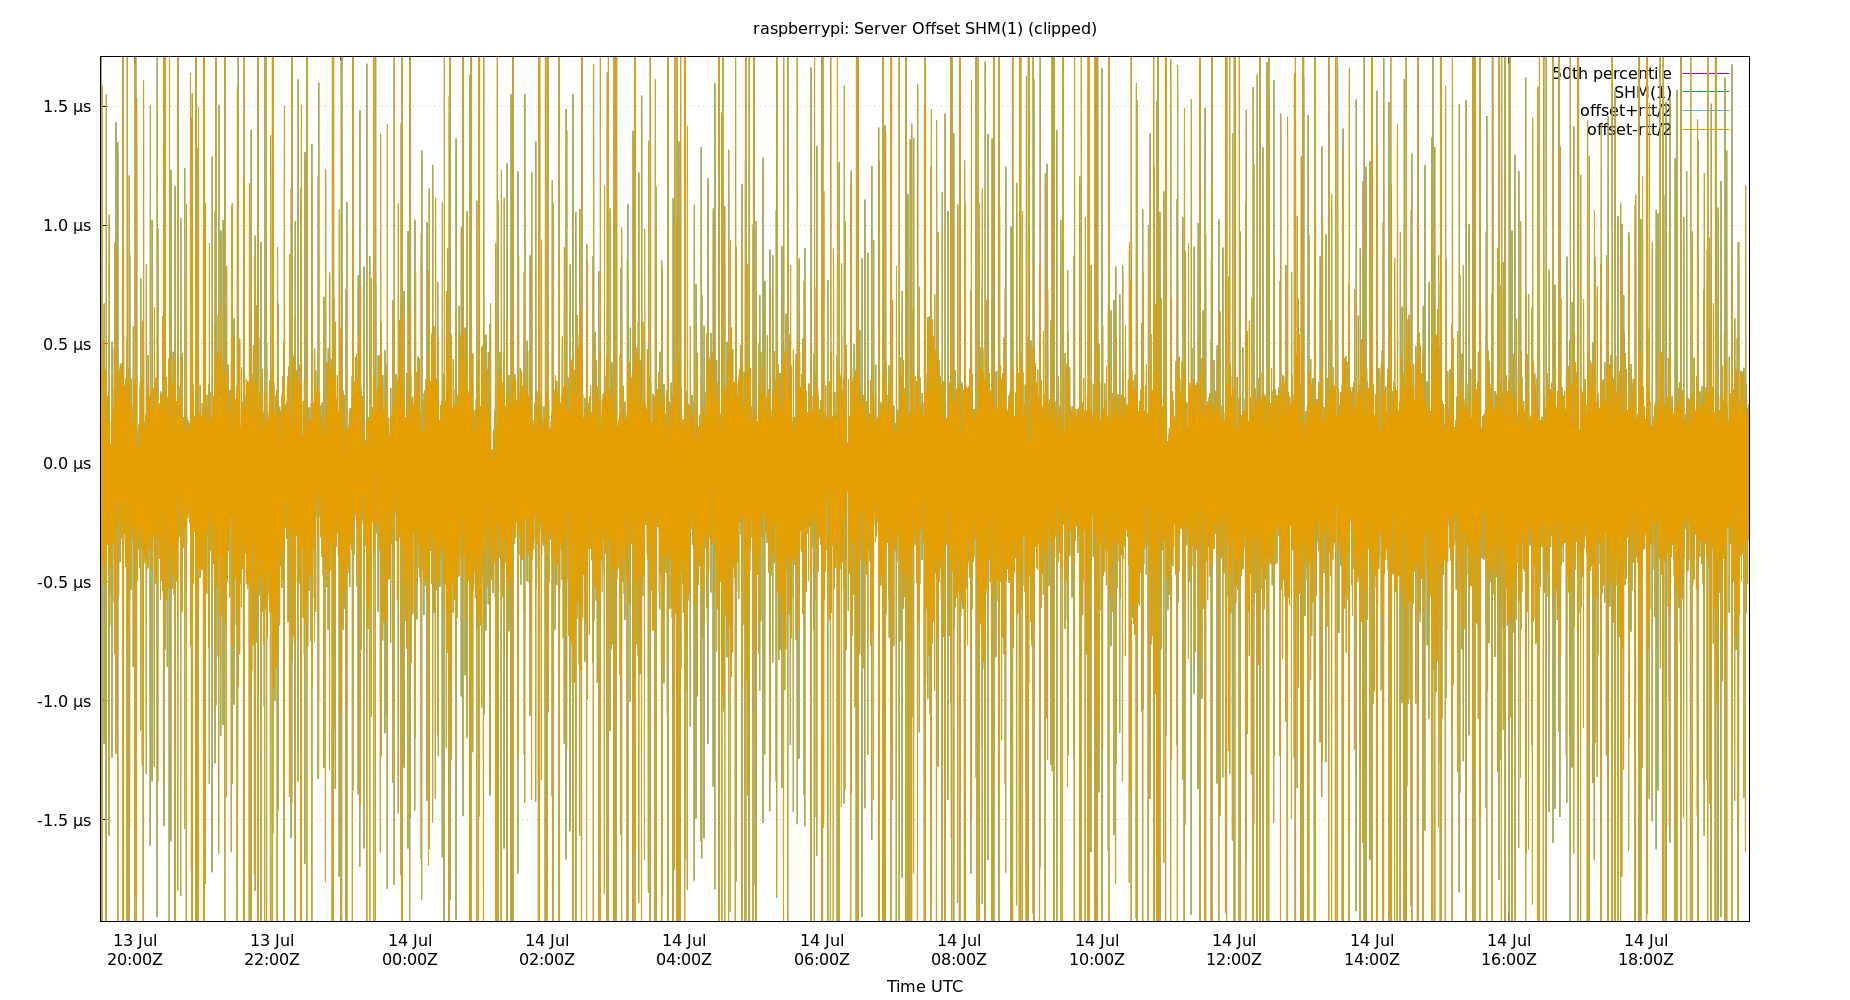 raspberrypi: Server Offset SHM(1) (clipped)
50th percentile
SHM(1)
offset+rtt/2
offset-rtt/2
1.5 µs
1.0 µs
0.5 µs
0.0 µs
-0.5 µs
-1.0 µs
-1.5 µs
13 Jul 13 Jul 14 Jul 14 Jul 14 Jul 14 Jul 14 Jul 14 Jul 14 Jul 14 Jul 14 Jul 14 Jul
20:00Z 22:00Z 00:00Z 02:00Z 04:00Z 06:00Z 08:00Z 10:00Z 12:00Z 14:00Z 16:00Z 18:00Z
Time UTC